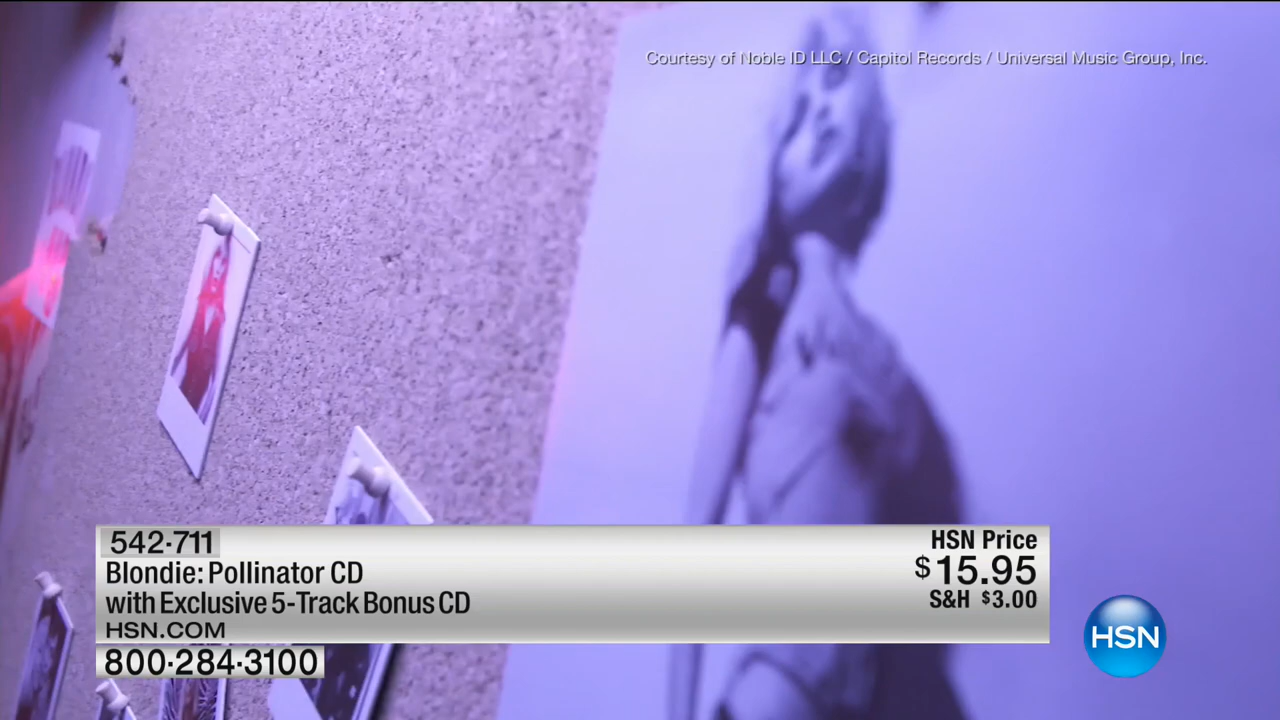 Courtesy of Noble ID LLC / Capitol Records / Universal Music Group, Inc.
542-711
Blondie: Pollinator CD
with Exclusive 5-Track Bonus CD
HSN.COM
800-284-3100
HSN Price
$15.95
S&H $3.00
HSN